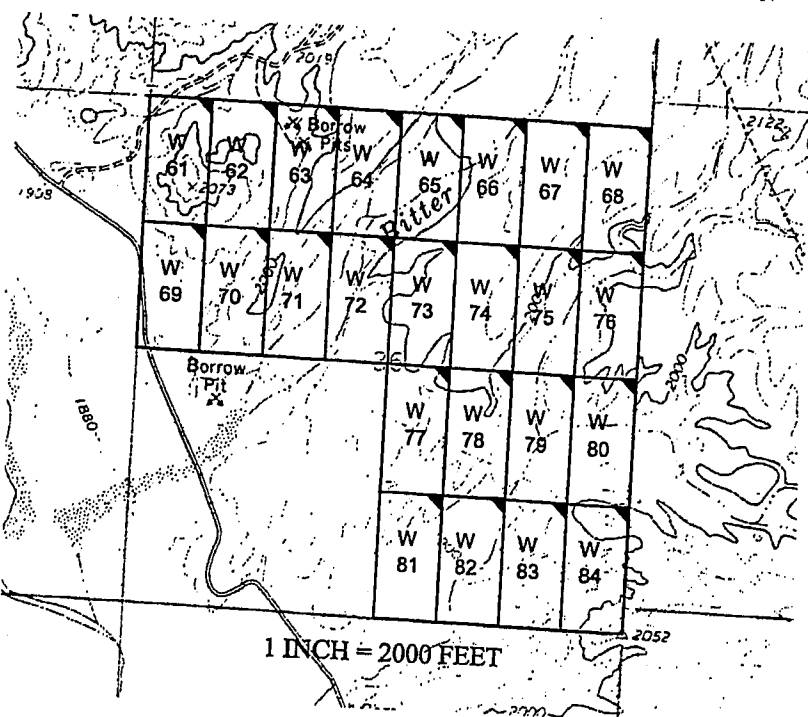 2019
Borrow
Pits
2122
W 61
W 62
W 63
W 64
W 65
W 66
W 67
W 68
2073
1908
Bitter
W 69
W 70
W 71
W 72
W 73
W 74
W 75
W 76
2000
Borrow
Pit
1880
W 77
W 78
W 79
W 80
W 81
W 82
W 83
W 84
2052
1 INCH = 2000 FEET
2000